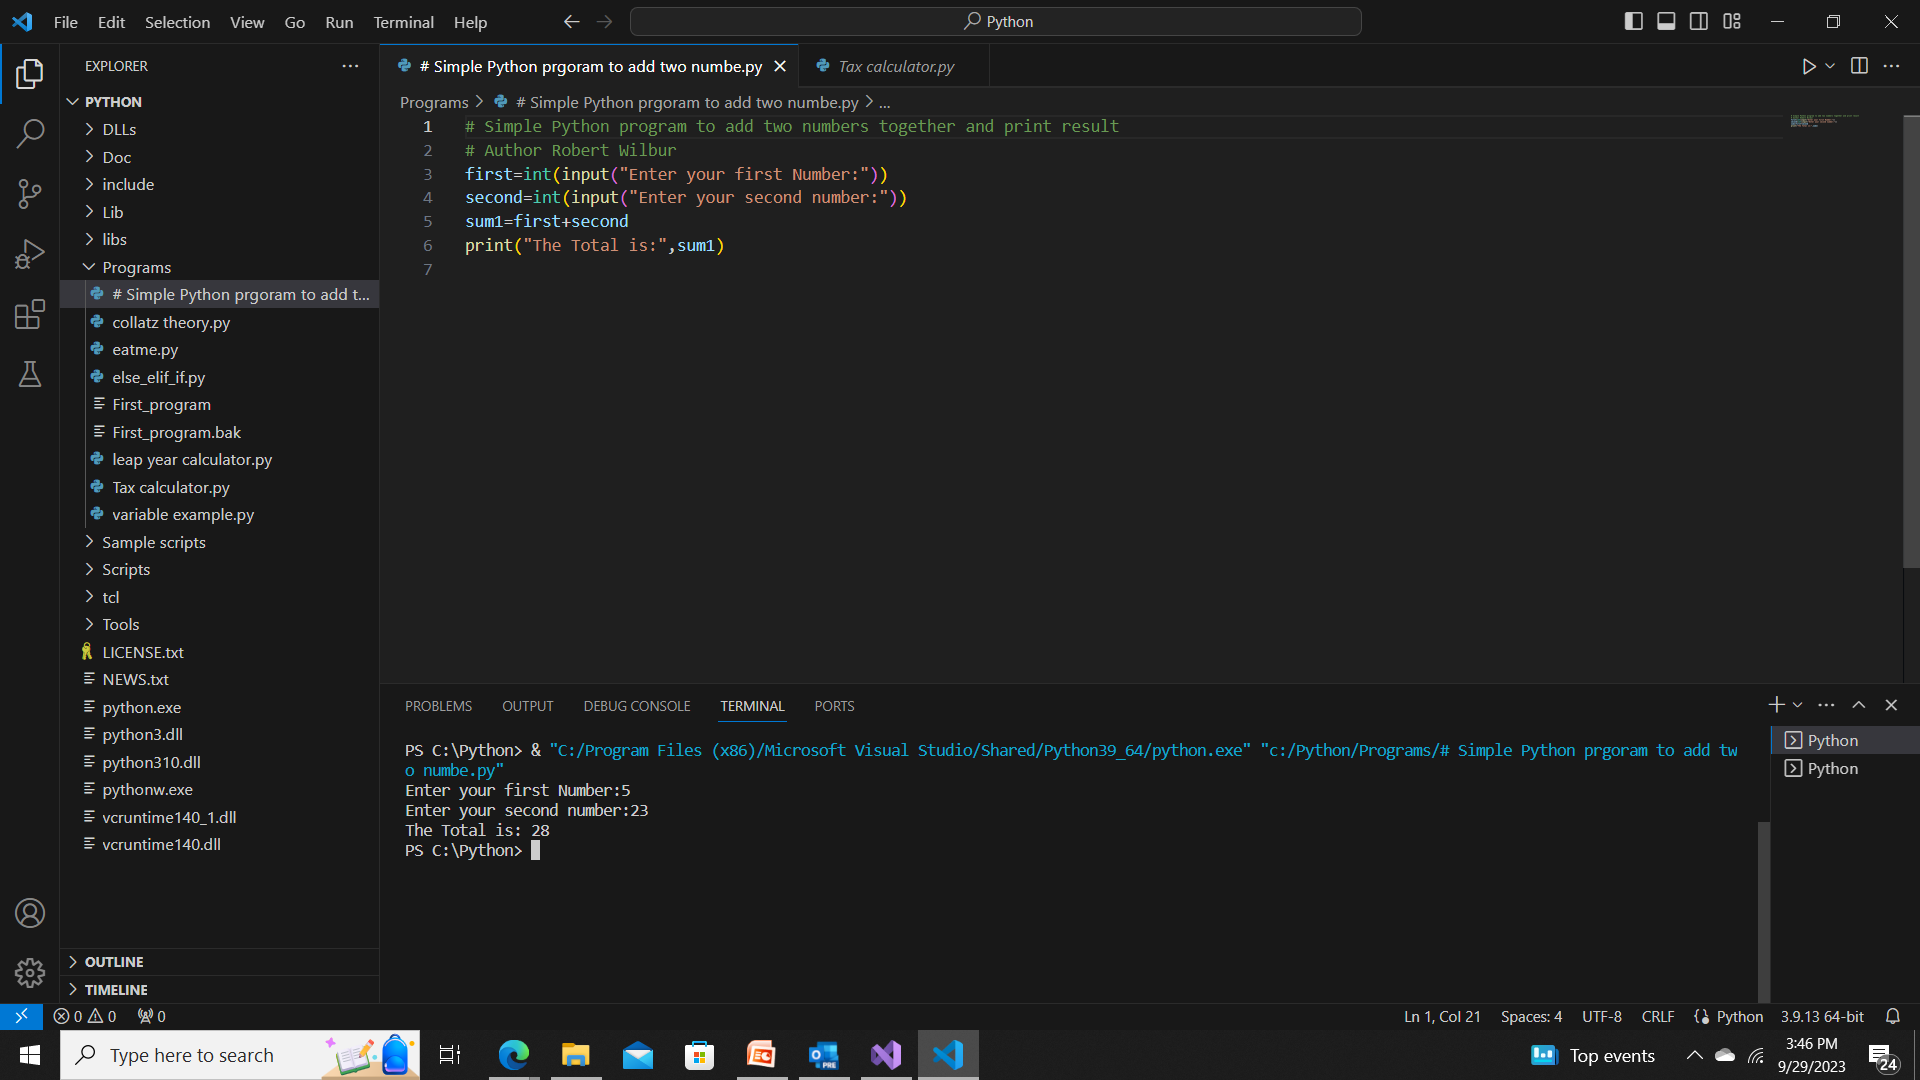 File Edit Selection View Go Run Terminal Help
Python
EXPLORER
PYTHON
DLLs
Doc
include
Lib
libs
Programs
# Simple Python prgoram to add t...
collatz theory.py
eatme.py
else_elif_if.py
First_program
First_program.bak
leap year calculator.py
Tax calculator.py
variable example.py
Sample scripts
Scripts
tcl
Tools
LICENSE.txt
NEWS.txt
python.exe
python3.dll
python310.dll
pythonw.exe
vcruntime140_1.dll
vcruntime140.dll
OUTLINE
TIMELINE
# Simple Python prgoram to add two numbe.py
Tax calculator.py
Programs > # Simple Python prgoram to add two numbe.py > ...
1 # Simple Python program to add two numbers together and print result
2 # Author Robert Wilbur
3 first=int(input("Enter your first Number:"))
4 second=int(input("Enter your second number:"))
5 sum1=first+second
6 print("The Total is:",sum1)
7
PROBLEMS OUTPUT DEBUG CONSOLE TERMINAL PORTS
PS C:\Python> & "C:/Program Files (x86)/Microsoft Visual Studio/Shared/Python39_64/python.exe" "c:/Python/Programs/# Simple Python prgoram to add tw
o numbe.py"
Enter your first Number:5
Enter your second number:23
The Total is: 28
PS C:\Python>
Python
Python
0 0 0
Ln 1, Col 21 Spaces: 4 UTF-8 CRLF Python 3.9.13 64-bit
Type here to search
PRE
Top events
3:46 PM
9/29/2023
24